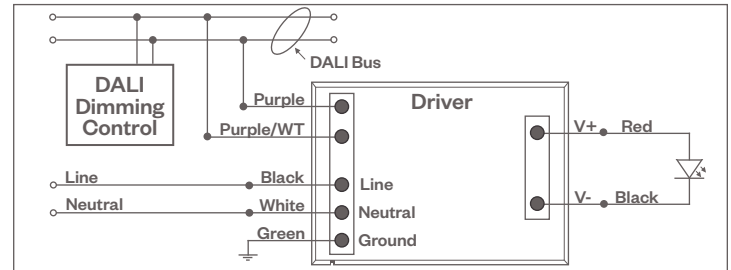 DALI Bus
DALI
Dimming
Control
Purple
Driver
Purple/WT
V+ Red
Line Black Line
Neutral White Neutral
V- Black
Green Ground